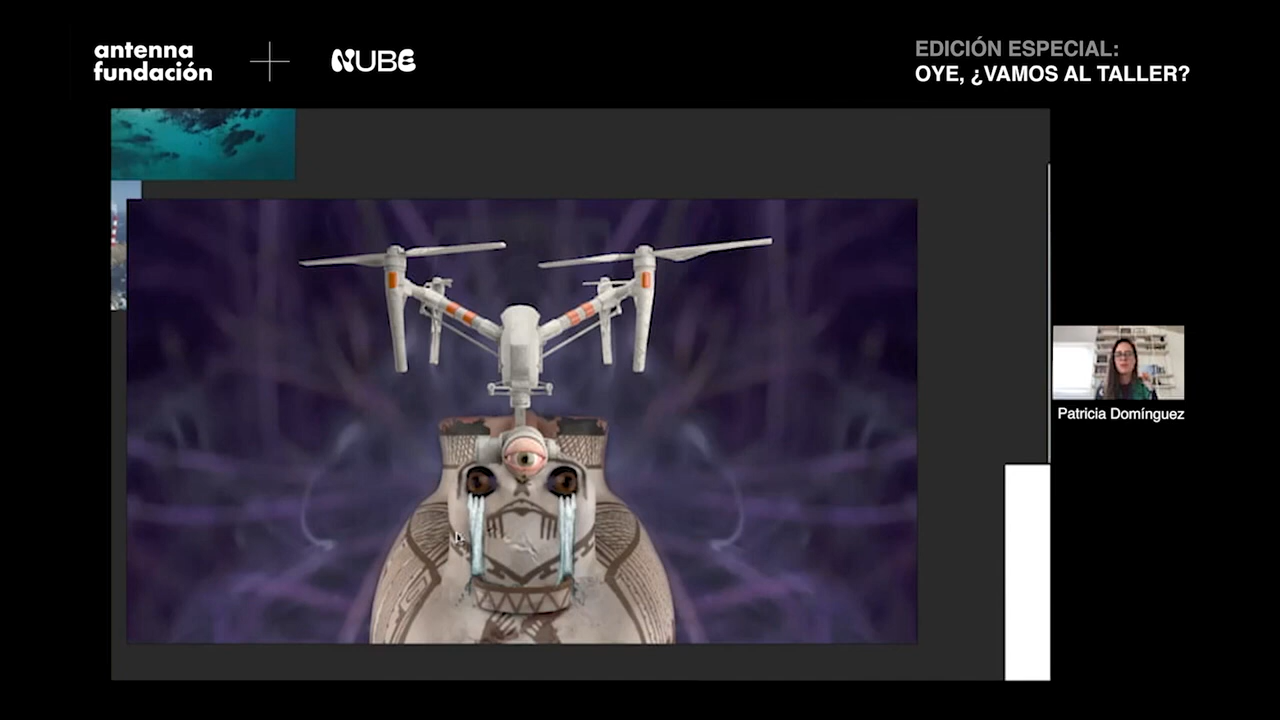 antenna
fundación
NUBE
EDICIÓN ESPECIAL:
OYE, ¿VAMOS AL TALLER?
Patricia Domínguez